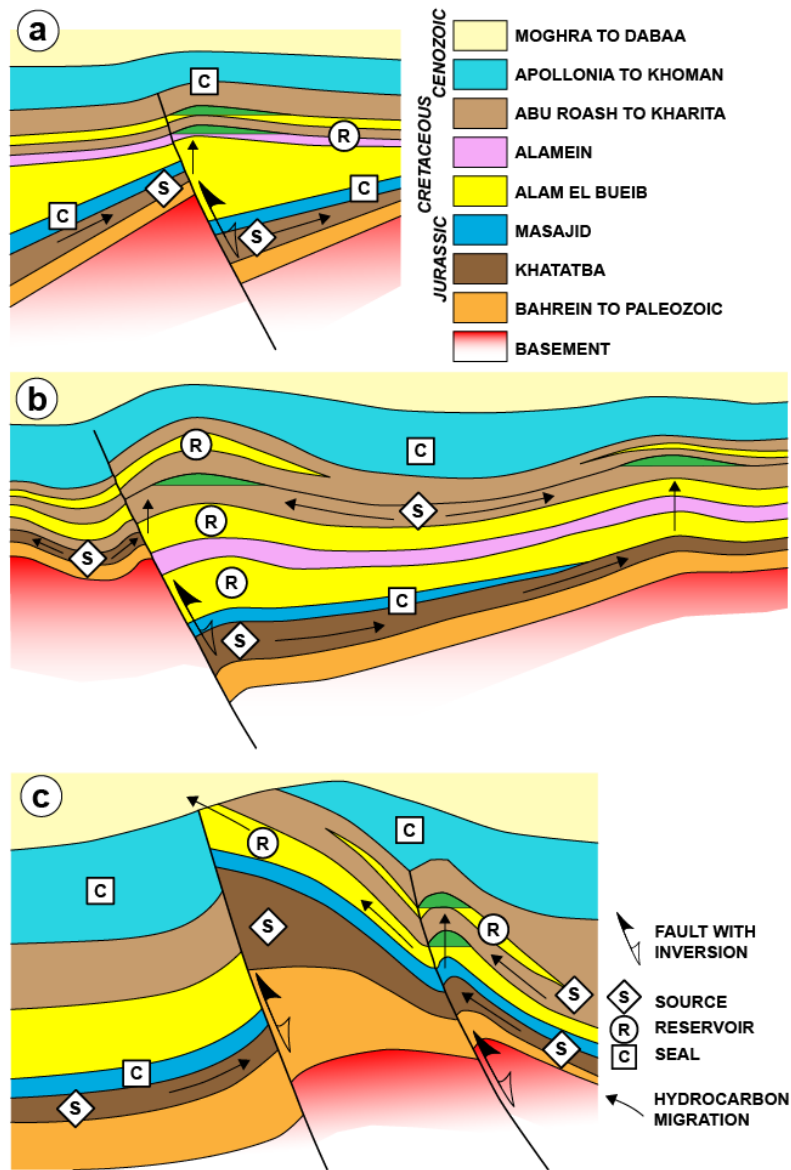 a
C
R
C
S
C
S
CENOZOIC
CRETACEOUS
JURASSIC
MOGHRA TO DABAA
APOLLONIA TO KHOMAN
ABU ROASH TO KHARITA
ALAMEIN
ALAM EL BUEIB
MASAJID
KHATATBA
BAHREIN TO PALEOZOIC
BASEMENT
b
R
C
S
R
S
R
C
S
c
C
R
C
S
R
S
C
S
S
FAULT WITH
INVERSION
S SOURCE
R RESERVOIR
C SEAL
HYDROCARBON
MIGRATION